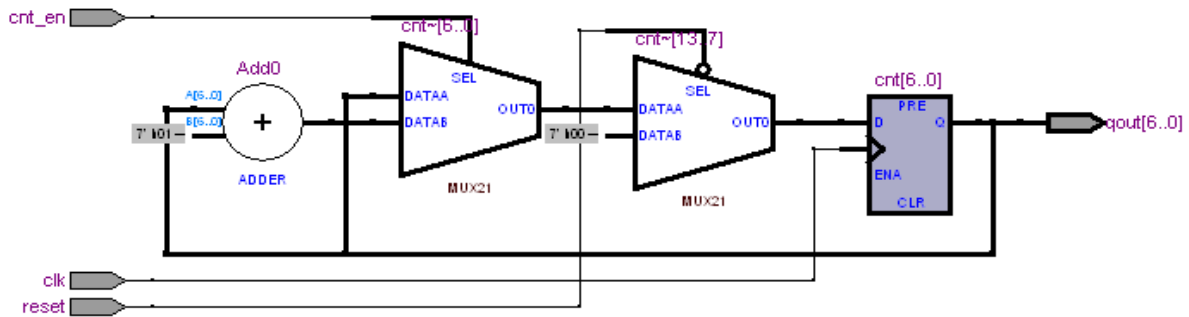 cnt_en
cnt~[6..0]
cnt~[13..7]
Add0
cnt[6..0]
SEL
SEL
PRE
A[6..0]
DATAA
OUT0
DATAA
D
Q
qout[6..0]
B[6..0]
+
DATAB
OUT0
7' h01
7' h00
DATAB
ENA
ADDER
MUX21
MUX21
CLR
clk
reset